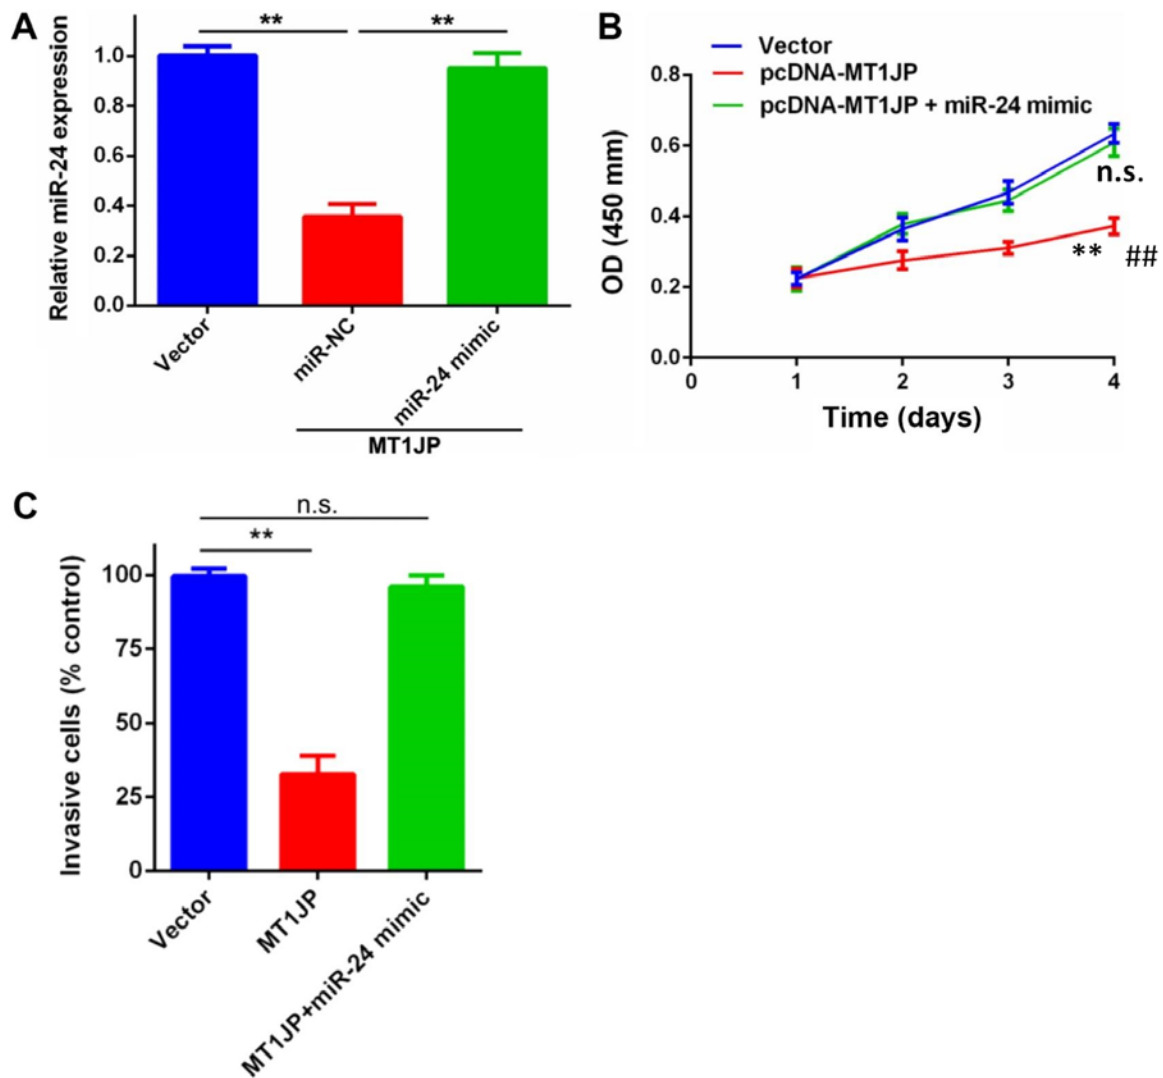 A
Relative miR-24 expression
** **
1.0
0.8
0.6
0.4
0.2
0.0
Vector
miR-NC
miR-24 mimic
MT1JP
B
Vector
pcDNA-MT1JP
pcDNA-MT1JP + miR-24 mimic
OD (450 mm)
0.8
0.6
0.4
0.2
0.0
n.s.
** ##
0 1 2 3 4
Time (days)
C
n.s.
**
Invasive cells (% control)
100
75
50
25
0
Vector
MT1JP
MT1JP+miR-24 mimic